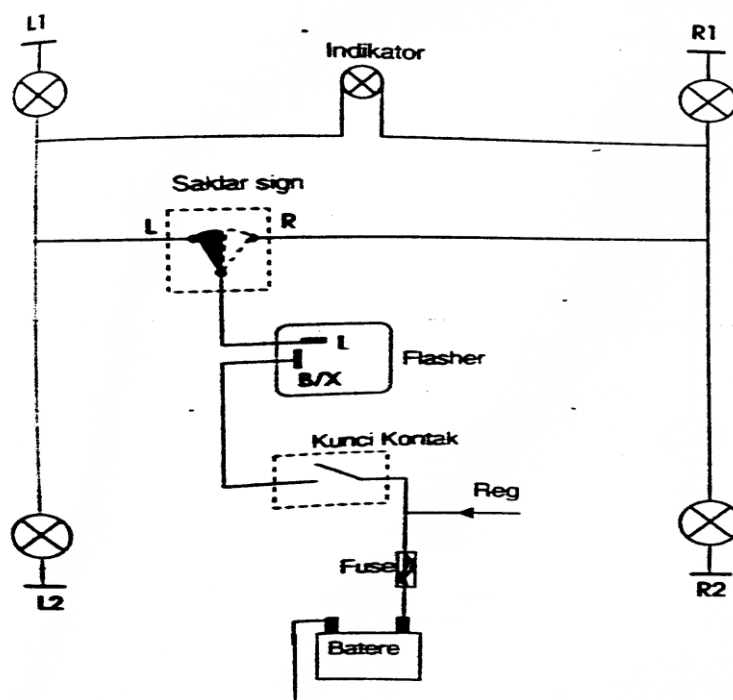 L1
R1
Indikator
Saklar sign
L
R
L
Flasher
B/X
Kunci Kontak
Reg
Fuse
L2
R2
Batere